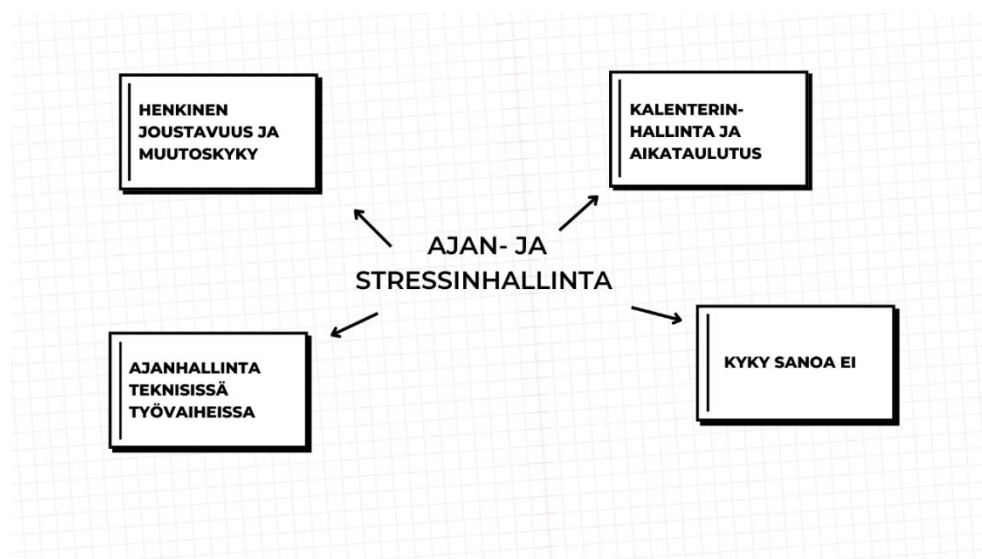 HENKINEN
JOUSTAVUUS JA
MUUTOSKYKY
KALENTERIN-
HALLINTA JA
AIKATAULUTUS
AJAN- JA
STRESSINHALLINTA
AJANHALLINTA
TEKNISISSÄ
TYÖVAIHEISSA
KYKY SANOA EI